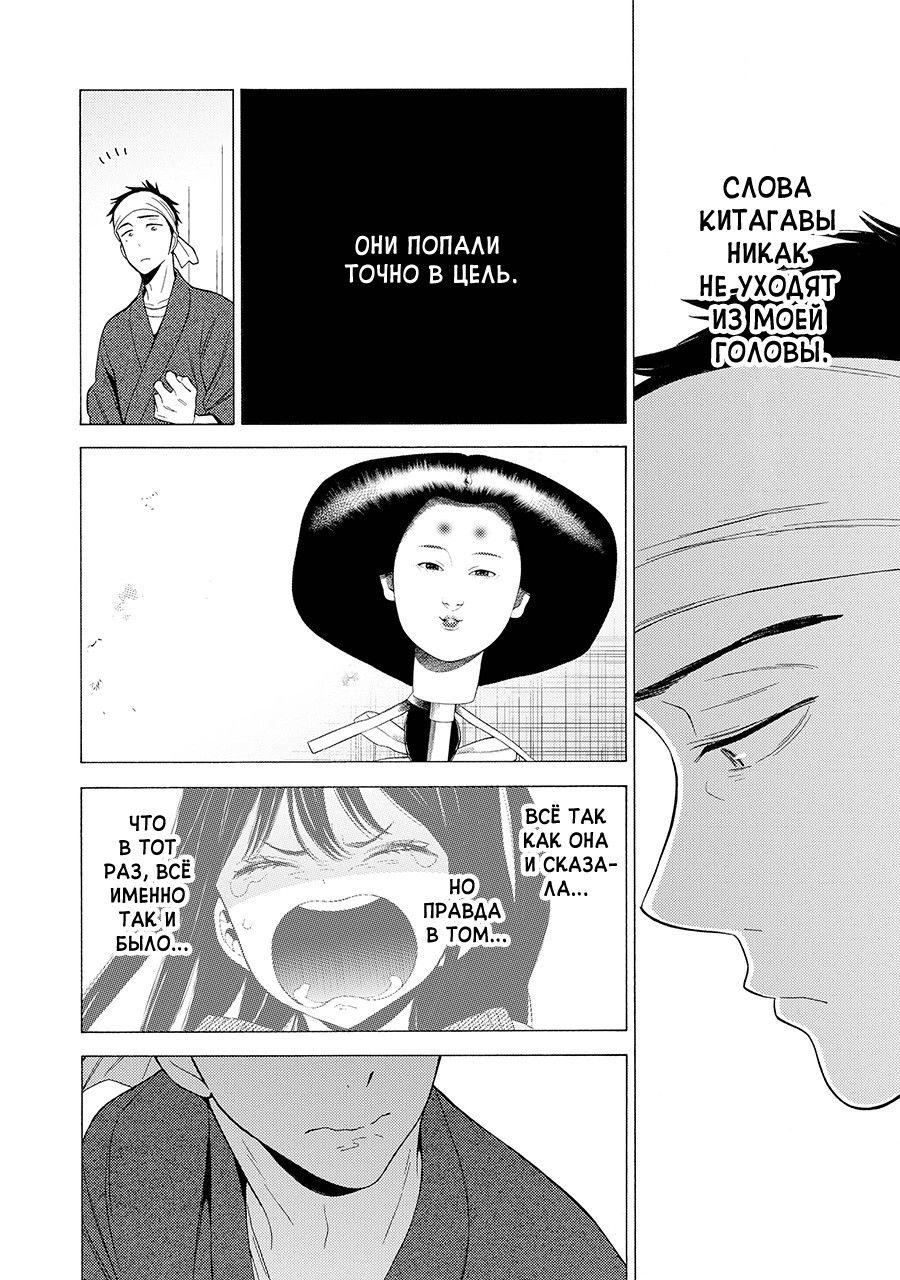 СЛОВА
КИТАГАВЫ
НИКАК
НЕ УХОДЯТ
ИЗ МОЕЙ
ГОЛОВЫ.
ОНИ ПОПАЛИ
ТОЧНО В ЦЕЛЬ.
ВСЁ ТАК
КАК ОНА
И СКАЗА-
ЛА...
НО
ПРАВДА
В ТОМ...
ЧТО
В ТОТ
РАЗ, ВСЁ
ИМЕННО
ТАК И
БЫЛО...